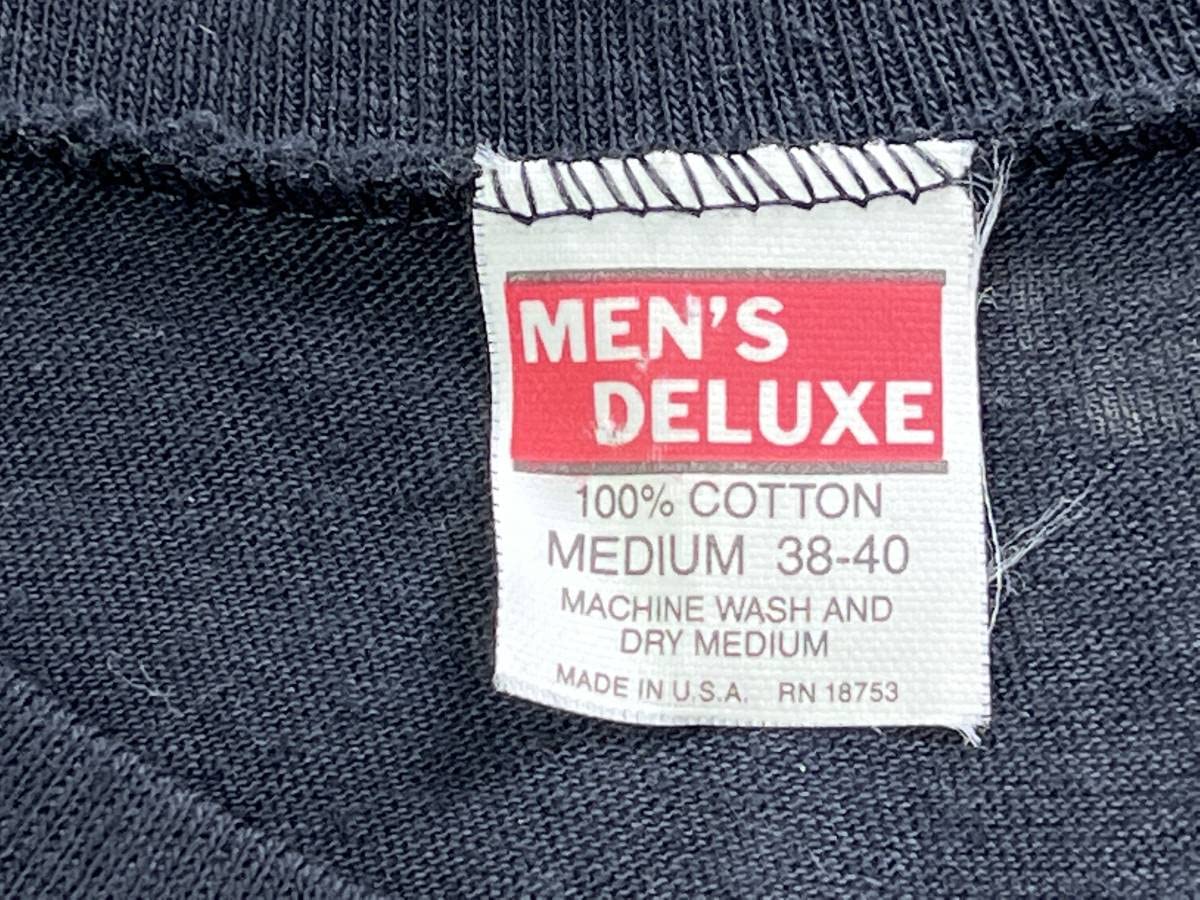 MEN'S
DELUXE
100% COTTON
MEDIUM 38-40
MACHINE WASH AND
DRY MEDIUM
MADE IN U.S.A. RN 18753